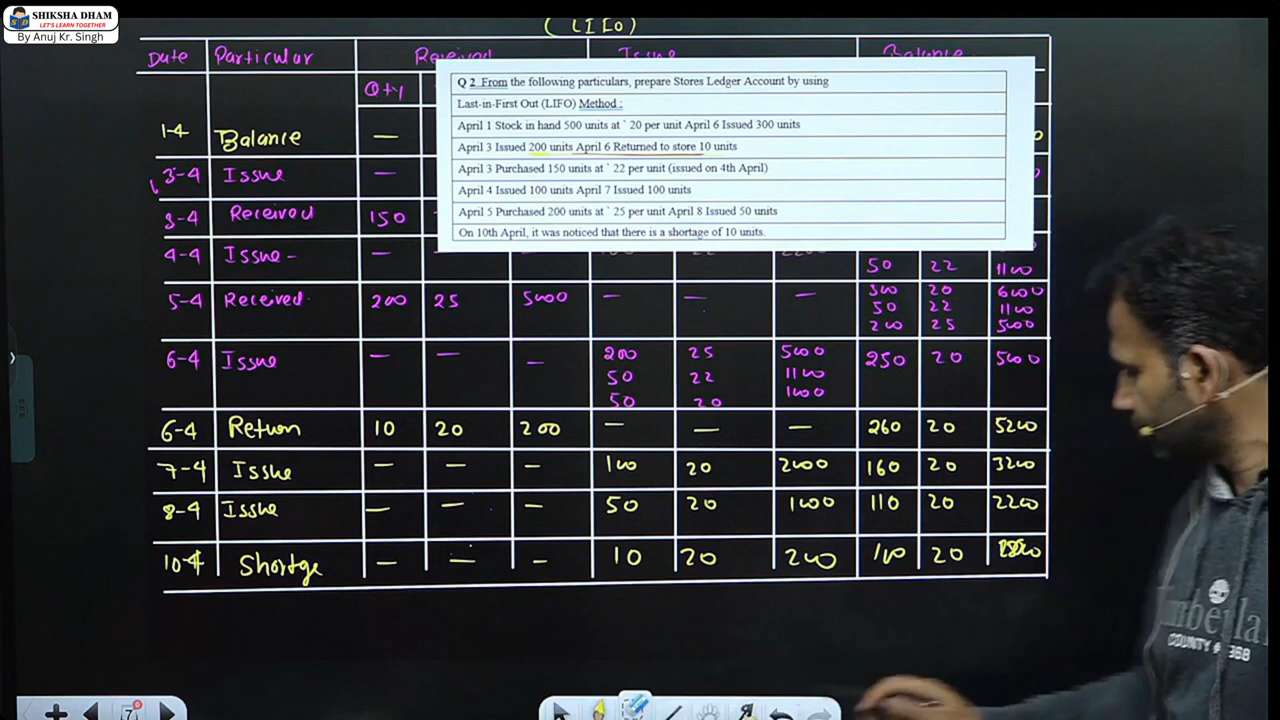 SHIKSHA DHAM
LET'S LEARN TOGETHER
By Anuj Kr. Singh
(LIFO)
Date Particular Received Issue Balance
Qty
Q 2 From the following particulars, prepare Stores Ledger Account by using
Last-in-First Out (LIFO) Method :
April 1 Stock in hand 500 units at ` 20 per unit April 6 Issued 300 units
April 3 Issued 200 units April 6 Returned to store 10 units
April 3 Purchased 150 units at ` 22 per unit (issued on 4th April)
April 4 Issued 100 units April 7 Issued 100 units
April 5 Purchased 200 units at ` 25 per unit April 8 Issued 50 units
On 10th April, it was noticed that there is a shortage of 10 units.
1-4 Balance —
3-4 Issue —
3-4 Received 150
4-4 Issue - —
50 22 1100
5-4 Received 200 25 5000 — — — 300 20 6000
50 22 1100
200 25 5000
6-4 Issue — — — 200 25 5000 250 20 5000
50 22 1100
50 20 1000
6-4 Return 10 20 200 — — — 260 20 5200
7-4 Issue — — — 100 20 2000 160 20 3200
8-4 Issue — — — 50 20 1000 110 20 2200
10-4 Shortge — — — 10 20 200 100 20